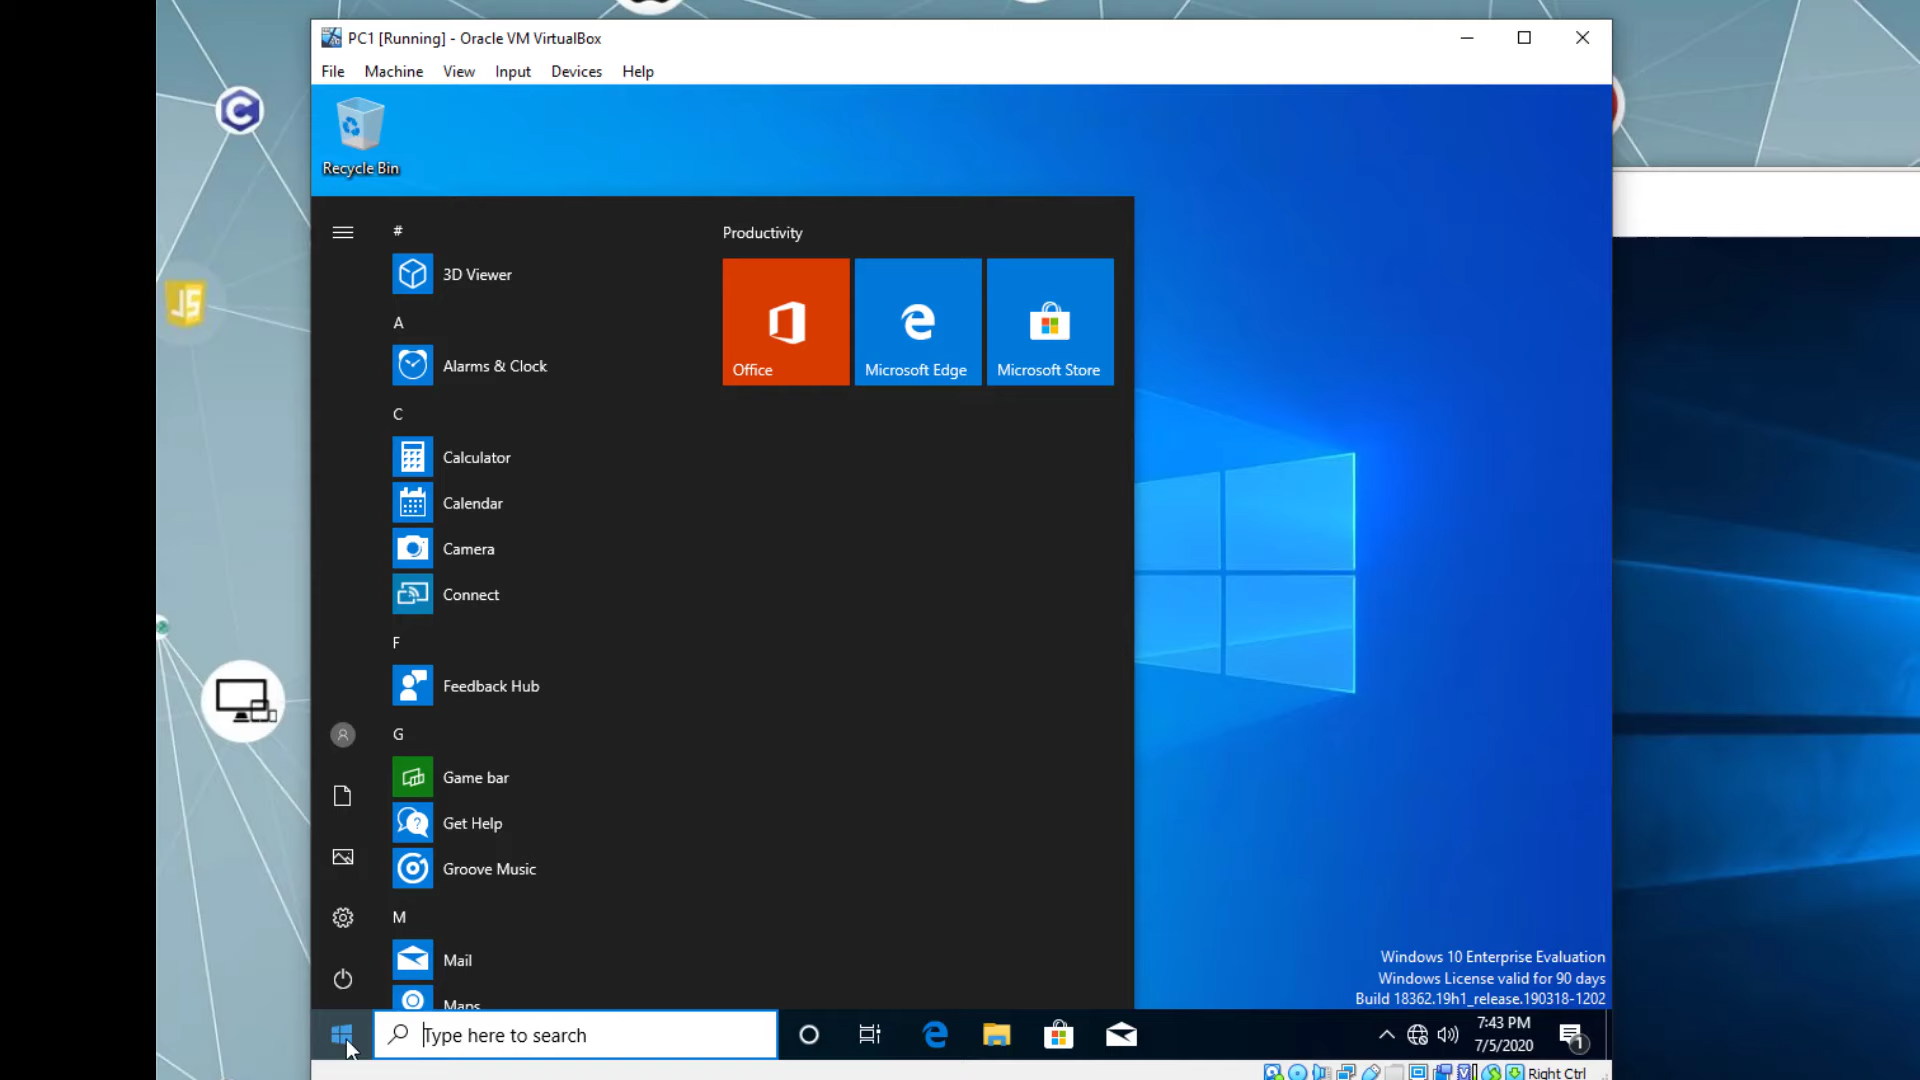 PC1 [Running] - Oracle VM VirtualBox
File Machine View Input Devices Help
Recycle Bin
#
Productivity
3D Viewer
A
Alarms & Clock
Office
Microsoft Edge
Microsoft Store
C
Calculator
Calendar
Camera
Connect
F
Feedback Hub
G
Game bar
Get Help
Groove Music
M
Mail
Maps
Windows 10 Enterprise Evaluation
Windows License valid for 90 days
Build 18362.19h1_release.190318-1202
Type here to search
7:43 PM
7/5/2020
1
Right Ctrl
C
JS